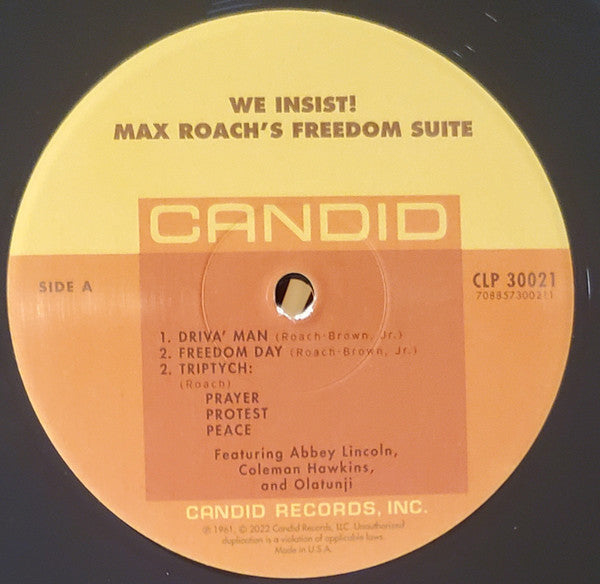 WE INSIST!
MAX ROACH'S FREEDOM SUITE
CANDID
SIDE A
CLP 30021
708857300211
1. DRIVA' MAN (Roach-Brown, Jr.)
2. FREEDOM DAY (Roach-Brown, Jr.)
2. TRIPTYCH:
(Roach)
PRAYER
PROTEST
PEACE
Featuring Abbey Lincoln,
Coleman Hawkins,
and Olatunji
CANDID RECORDS, INC.
℗ 1961, © 2022 Candid Records, LLC. Unauthorized
duplication is a violation of applicable laws.
Made in U.S.A.